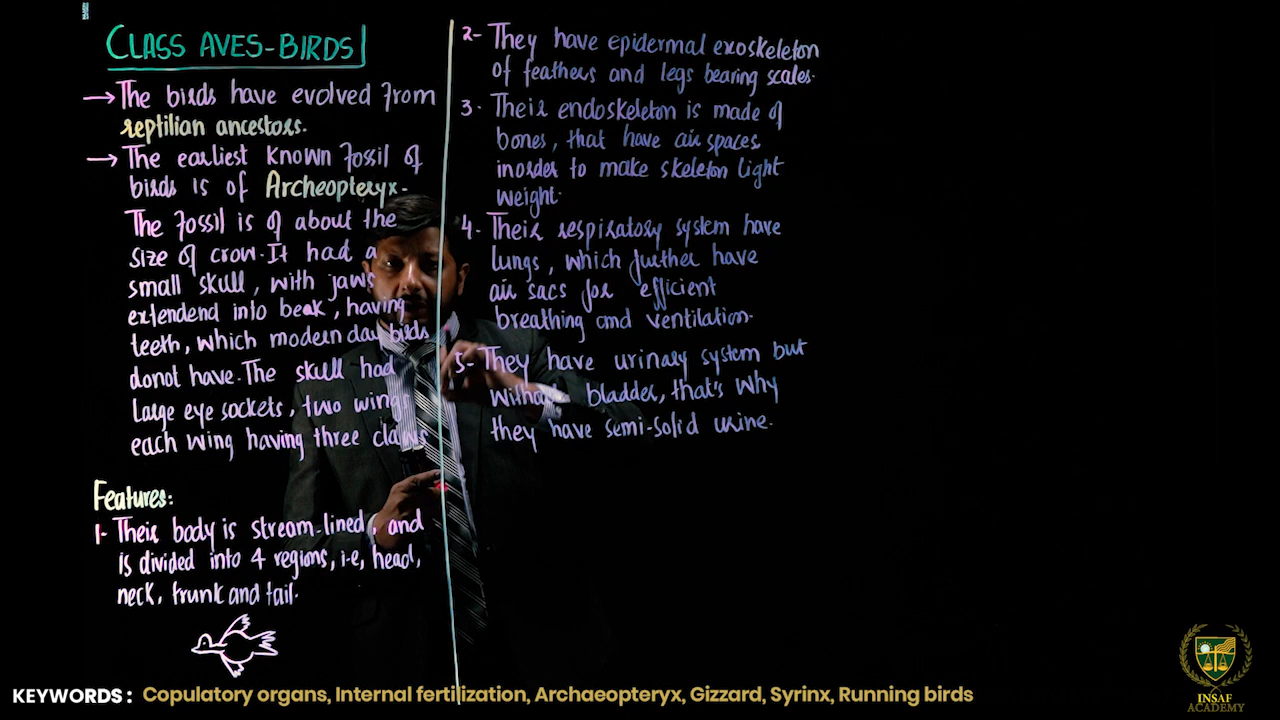 CLASS AVES-BIRDS
→ The birds have evolved from
reptilian ancestors.
→ The earliest known fossil of
birds is of Archeopteryx.
The fossil is of about the
size of crow. It had a
small skull, with jaws
extendend into beak, having
teeth, which modern day birds
donot have. The skull had
large eye sockets, two wings
each wing having three claws
Features:
1- Their body is stream-lined, and
is divided into 4 regions, i-e, head,
neck, trunk and tail.
2- They have epidermal exoskeleton
of feathers and legs bearing scales.
3. Their endoskeleton is made of
bones, that have air spaces
inorder to make skeleton light
weight.
4. Their respiratory system have
lungs, which further have
air sacs for efficient
breathing and ventilation.
5- They have urinary system but
without bladder, that's why
they have semi-solid urine.
KEYWORDS : Copulatory organs, Internal fertilization, Archaeopteryx, Gizzard, Syrinx, Running birds
INSAF
ACADEMY